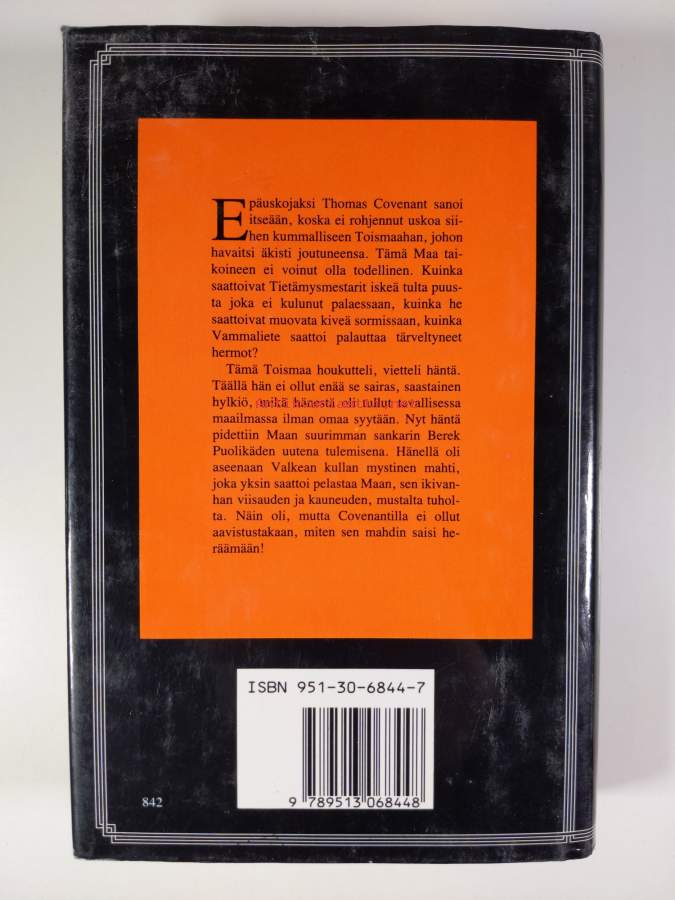 Epäuskojaksi Thomas Covenant sanoi
itseään, koska ei rohjennut uskoa sii-
hen kummalliseen Toismaahan, johon
havaitsi äkisti joutuneensa. Tämä Maa tai-
koineen ei voinut olla todellinen. Kuinka
saattoivat Tietämysmestarit iskeä tulta puus-
ta joka ei kulunut palaessaan, kuinka he
saattoivat muovata kiveä sormissaan, kuinka
Vammaliete saattoi palauttaa tärveltyneet
hermot?
Tämä Toismaa houkutteli, vietteli häntä.
Täällä hän ei ollut enää se sairas, saastainen
hylkiö, mikä hänestä oli tullut tavallisessa
maailmassa ilman omaa syytään. Nyt häntä
pidettiin Maan suurimman sankarin Berek
Puolikäden uutena tulemisena. Hänellä oli
aseenaan Valkean kullan mystinen mahti,
joka yksin saattoi pelastaa Maan, sen ikivan-
han viisauden ja kauneuden, mustalta tuhol-
ta. Näin oli, mutta Covenantilla ei ollut
aavistustakaan, miten sen mahdin saisi he-
räämään!
ISBN 951-30-6844-7
9 789513 068448
842